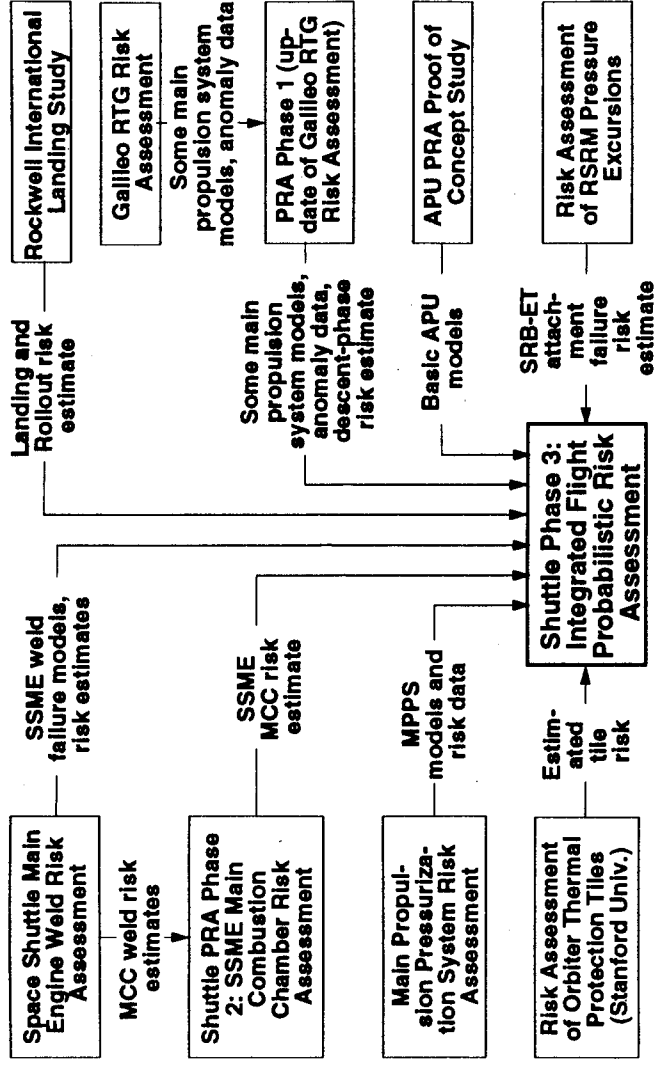 Space Shuttle Main
Engine Weld Risk
Assessment
SSME weld
failure models,
risk estimates
Landing and
Rollout risk
estimate
Rockwell International
Landing Study
MCC weld risk
estimates
Galileo RTG Risk
Assessment
Some main
propulsion system
models, anomaly data
Shuttle PRA Phase
2: SSME Main
Combustion
Chamber Risk
Assessment
SSME
MCC risk
estimate
Some main
propulsion
system models,
anomaly data,
descent-phase
risk estimate
PRA Phase 1 (up-
date of Galileo RTG
Risk Assessment)
Main Propul-
sion Pressuriza-
tion System Risk
Assessment
MPPS
models and
risk data
Basic APU
models
APU PRA Proof of
Concept Study
Risk Assessment
of Orbiter Thermal
Protection Tiles
(Stanford Univ.)
Estim-
ated
tile
risk
Shuttle Phase 3:
Integrated Flight
Probabilistic Risk
Assessment
SRB-ET
attach-
ment
failure
risk
estimate
Risk Assessment
of RSRM Pressure
Excursions